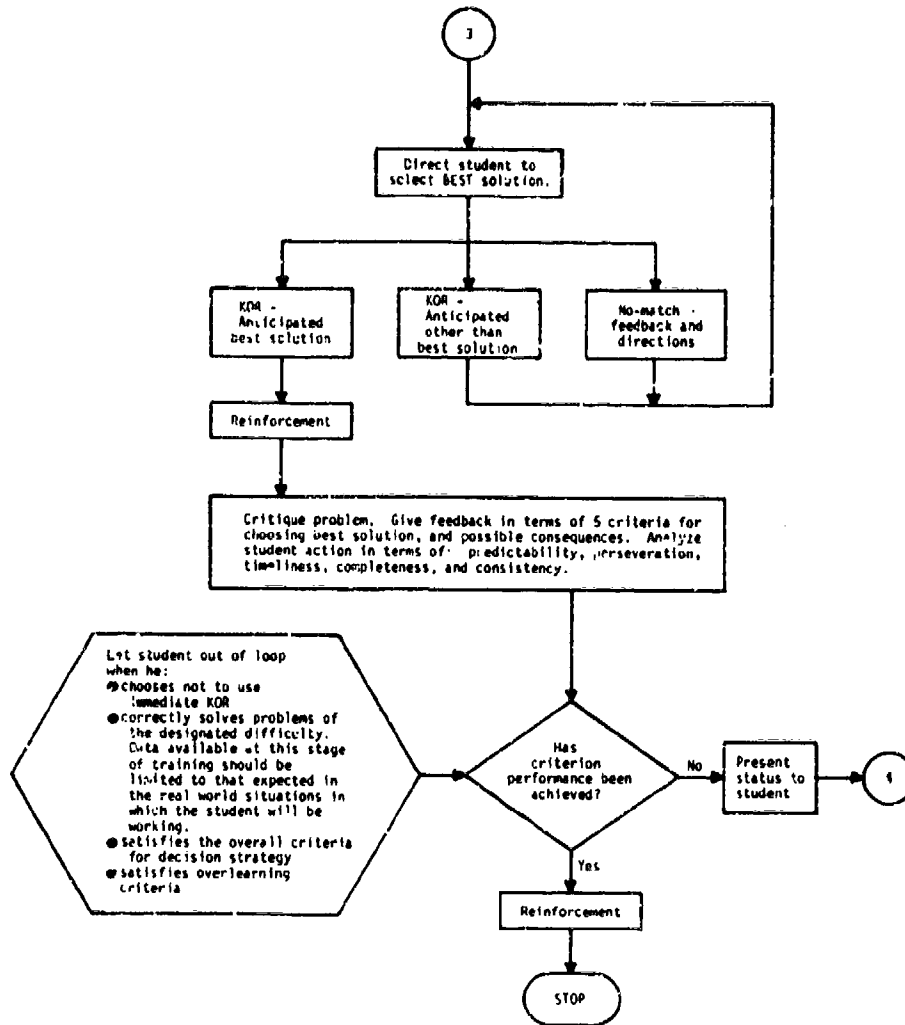 3
Direct student to
select BEST solution.
KOR -
Anticipated
best solution
KOR -
Anticipated
other than
best solution
No-match -
feedback and
directions
Reinforcement
Critique problem. Give feedback in terms of 5 criteria for
choosing best solution, and possible consequences. Analyze
student action in terms of: predictability, perseveration,
timeliness, completeness, and consistency.
Let student out of loop
when he:
● chooses not to use
immediate KOR
● correctly solves problems of
the designated difficulty.
Data available at this stage
of training should be
limited to that expected in
the real world situations in
which the student will be
working.
● satisfies the overall criteria
for decision strategy
● satisfies overlearning
criteria
Has
criterion
performance been
achieved?
No
Present
status to
student
Yes
Reinforcement
STOP